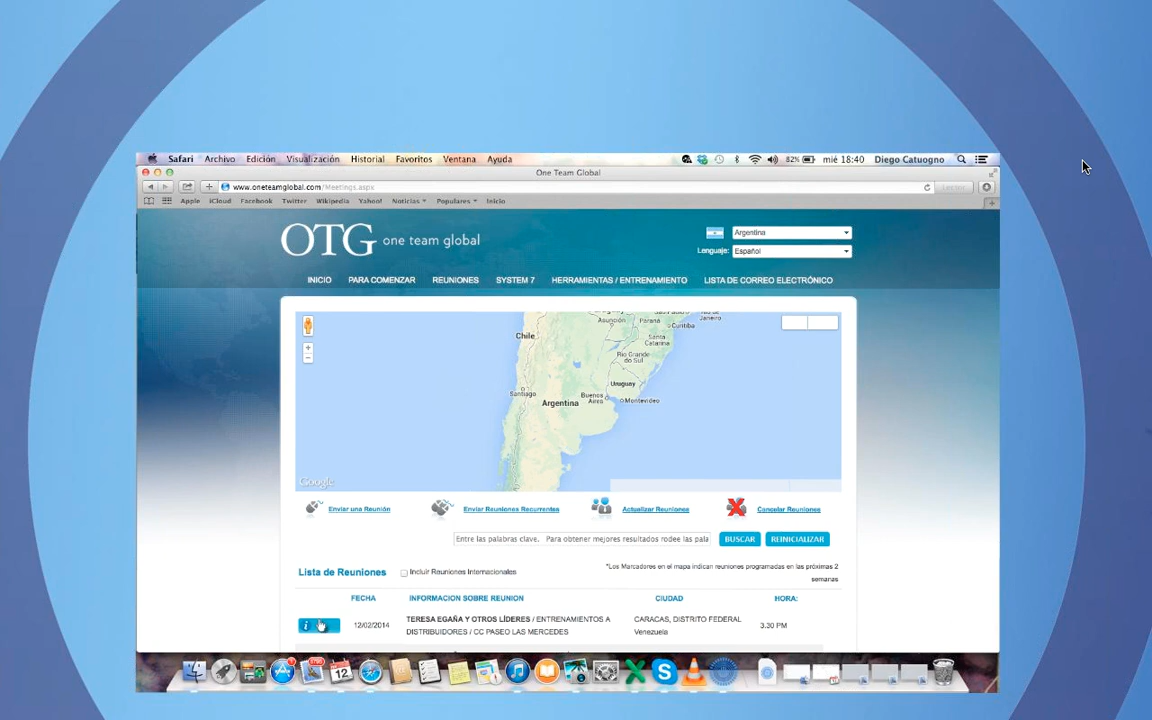 Safari Archivo Edición Visualización Historial Favoritos Ventana Ayuda 82% mié 18:40 Diego Catuogno
One Team Global
www.oneteamglobal.com/Meetings.aspx Lector
Apple iCloud Facebook Twitter Wikipedia Yahoo! Noticias Populares Inicio
OTG one team global
Argentina
Lenguaje: Español
INICIO PARA COMENZAR REUNIONES SYSTEM 7 HERRAMIENTAS / ENTRENAMIENTO LISTA DE CORREO ELECTRÓNICO
Asunción
Paraná
Janeiro
Curitiba
Chile
Santa
Catarina
Rio Grande
do Sul
Uruguay
Santiago
Buenos
Aires
Montevideo
Argentina
Google
Enviar una Reunión Enviar Reuniones Recurrentes Actualizar Reuniones Cancelar Reuniones
Entre las palabras clave. Para obtener mejores resultados rodee las pala BUSCAR REINICIALIZAR
*Los Marcadores en el mapa indican reuniones programadas en las próximas 2
semanas
Lista de Reuniones Incluir Reuniones Internacionales
FECHA INFORMACION SOBRE REUNION CIUDAD HORA:
i 12/02/2014 TERESA EGAÑA Y OTROS LÍDERES / ENTRENAMIENTOS A
DISTRIBUIDORES / CC PASEO LAS MERCEDES
CARACAS, DISTRITO FEDERAL
Venezuela
3.30 PM
12